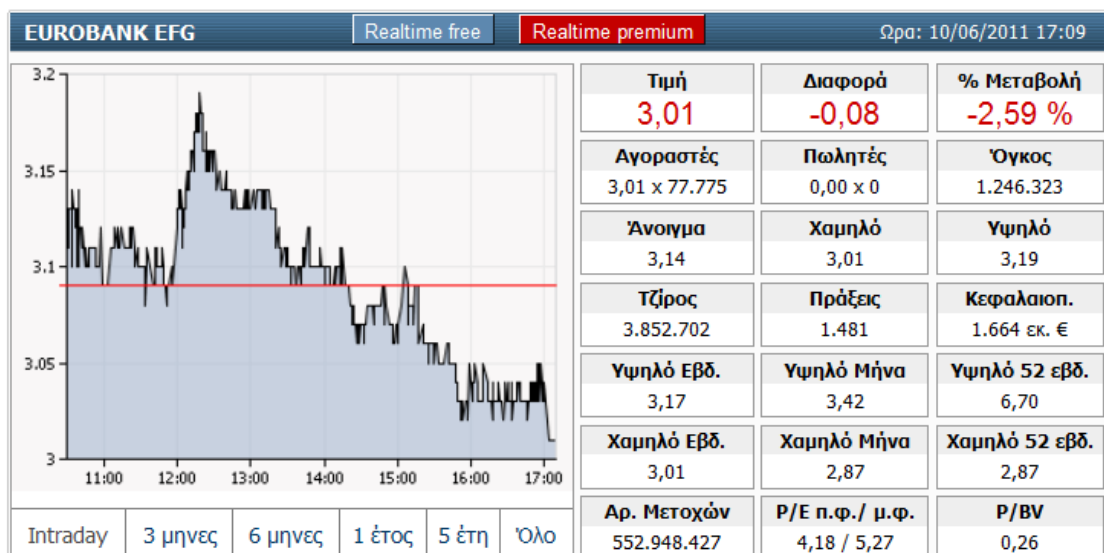 EUROBANK EFG Realtime free Realtime premium Ωρα: 10/06/2011 17:09
3.2
3.15
3.1
3.05
3
11:00 12:00 13:00 14:00 15:00 16:00 17:00
Intraday 3 μηνες 6 μηνες 1 έτος 5 έτη Όλο
Τιμή Διαφορά % Μεταβολή
3,01 -0,08 -2,59 %
Αγοραστές Πωλητές Όγκος
3,01 x 77.775 0,00 x 0 1.246.323
Άνοιγμα Χαμηλό Υψηλό
3,14 3,01 3,19
Τζίρος Πράξεις Κεφαλαιοπ.
3.852.702 1.481 1.664 εκ. €
Υψηλό Εβδ. Υψηλό Μήνα Υψηλό 52 εβδ.
3,17 3,42 6,70
Χαμηλό Εβδ. Χαμηλό Μήνα Χαμηλό 52 εβδ.
3,01 2,87 2,87
Αρ. Μετοχών P/E π.φ./ μ.φ. P/BV
552.948.427 4,18 / 5,27 0,26